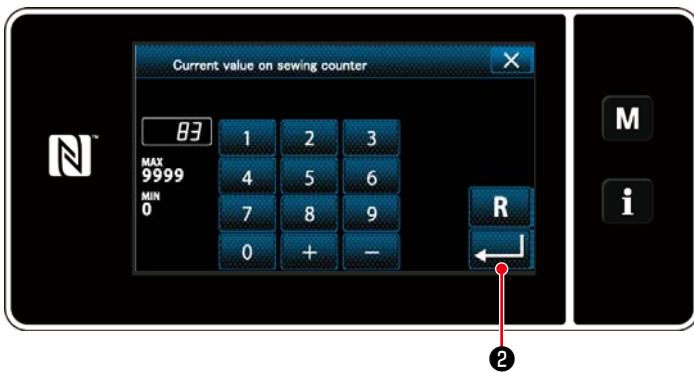 Current value on sewing counter
83
MAX
9999
MIN
0
1 2 3
4 5 6
7 8 9
0 + −
R
M
i
N
❷